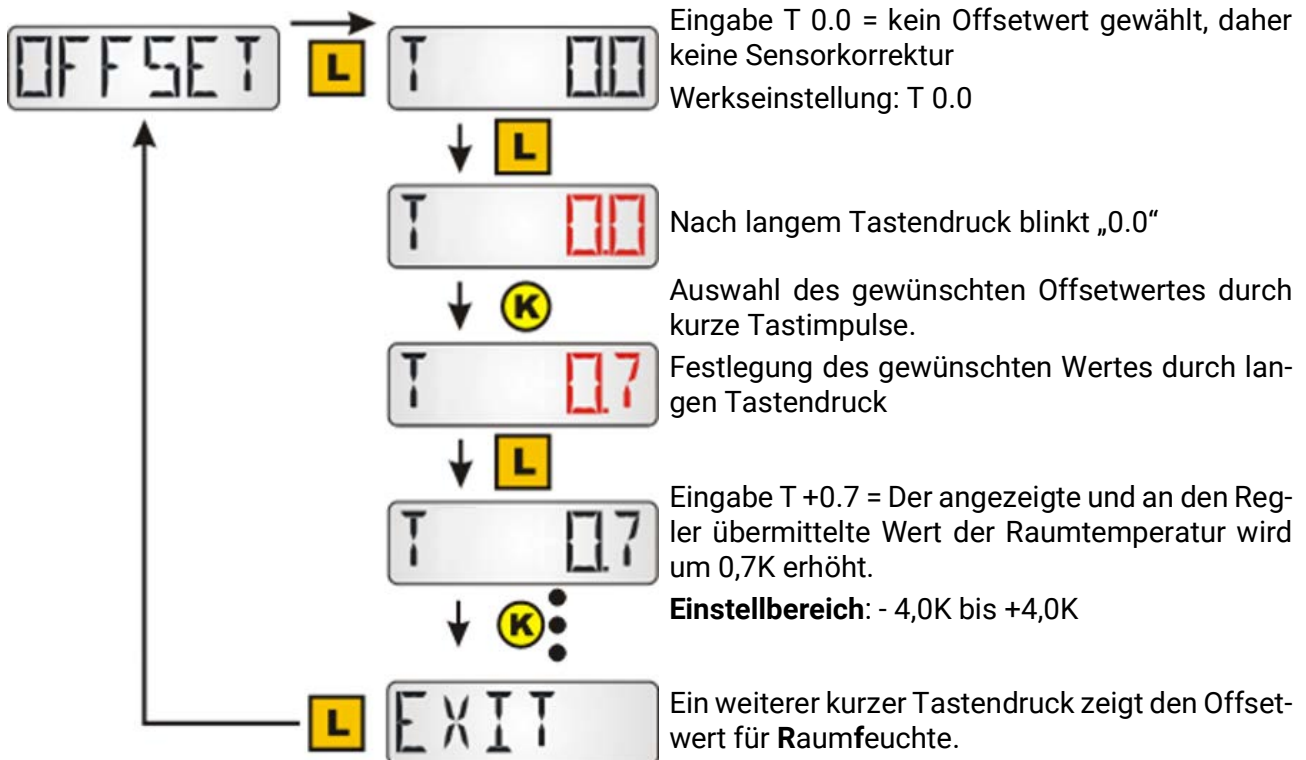 OFFSET
L
T 0.0
Eingabe T 0.0 = kein Offsetwert gewählt, daher
keine Sensorkorrektur
Werkseinstellung: T 0.0
L
T 0.0
Nach langem Tastendruck blinkt „0.0“
K
Auswahl des gewünschten Offsetwertes durch
kurze Tastimpulse.
T 0.7
Festlegung des gewünschten Wertes durch lan-
gen Tastendruck
L
T 0.7
Eingabe T +0.7 = Der angezeigte und an den Reg-
ler übermittelte Wert der Raumtemperatur wird
um 0,7K erhöht.
Einstellbereich: - 4,0K bis +4,0K
K
L
EXIT
Ein weiterer kurzer Tastendruck zeigt den Offset-
wert für Raumfeuchte.